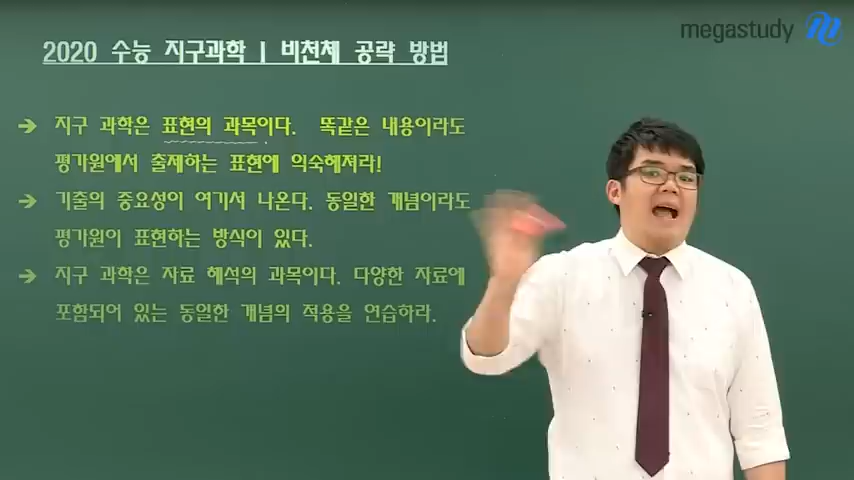 megastudy
2020 수능 지구과학 I 비천체 공략 방법
→ 지구 과학은 표현의 과목이다. 똑같은 내용이라도
평가원에서 출제하는 표현에 익숙해져라!
→ 기출의 중요성이 여기서 나온다. 동일한 개념이라도
평가원이 표현하는 방식이 있다.
→ 지구 과학은 자료 해석의 과목이다. 다양한 자료에
포함되어 있는 동일한 개념의 적용을 연습하라.